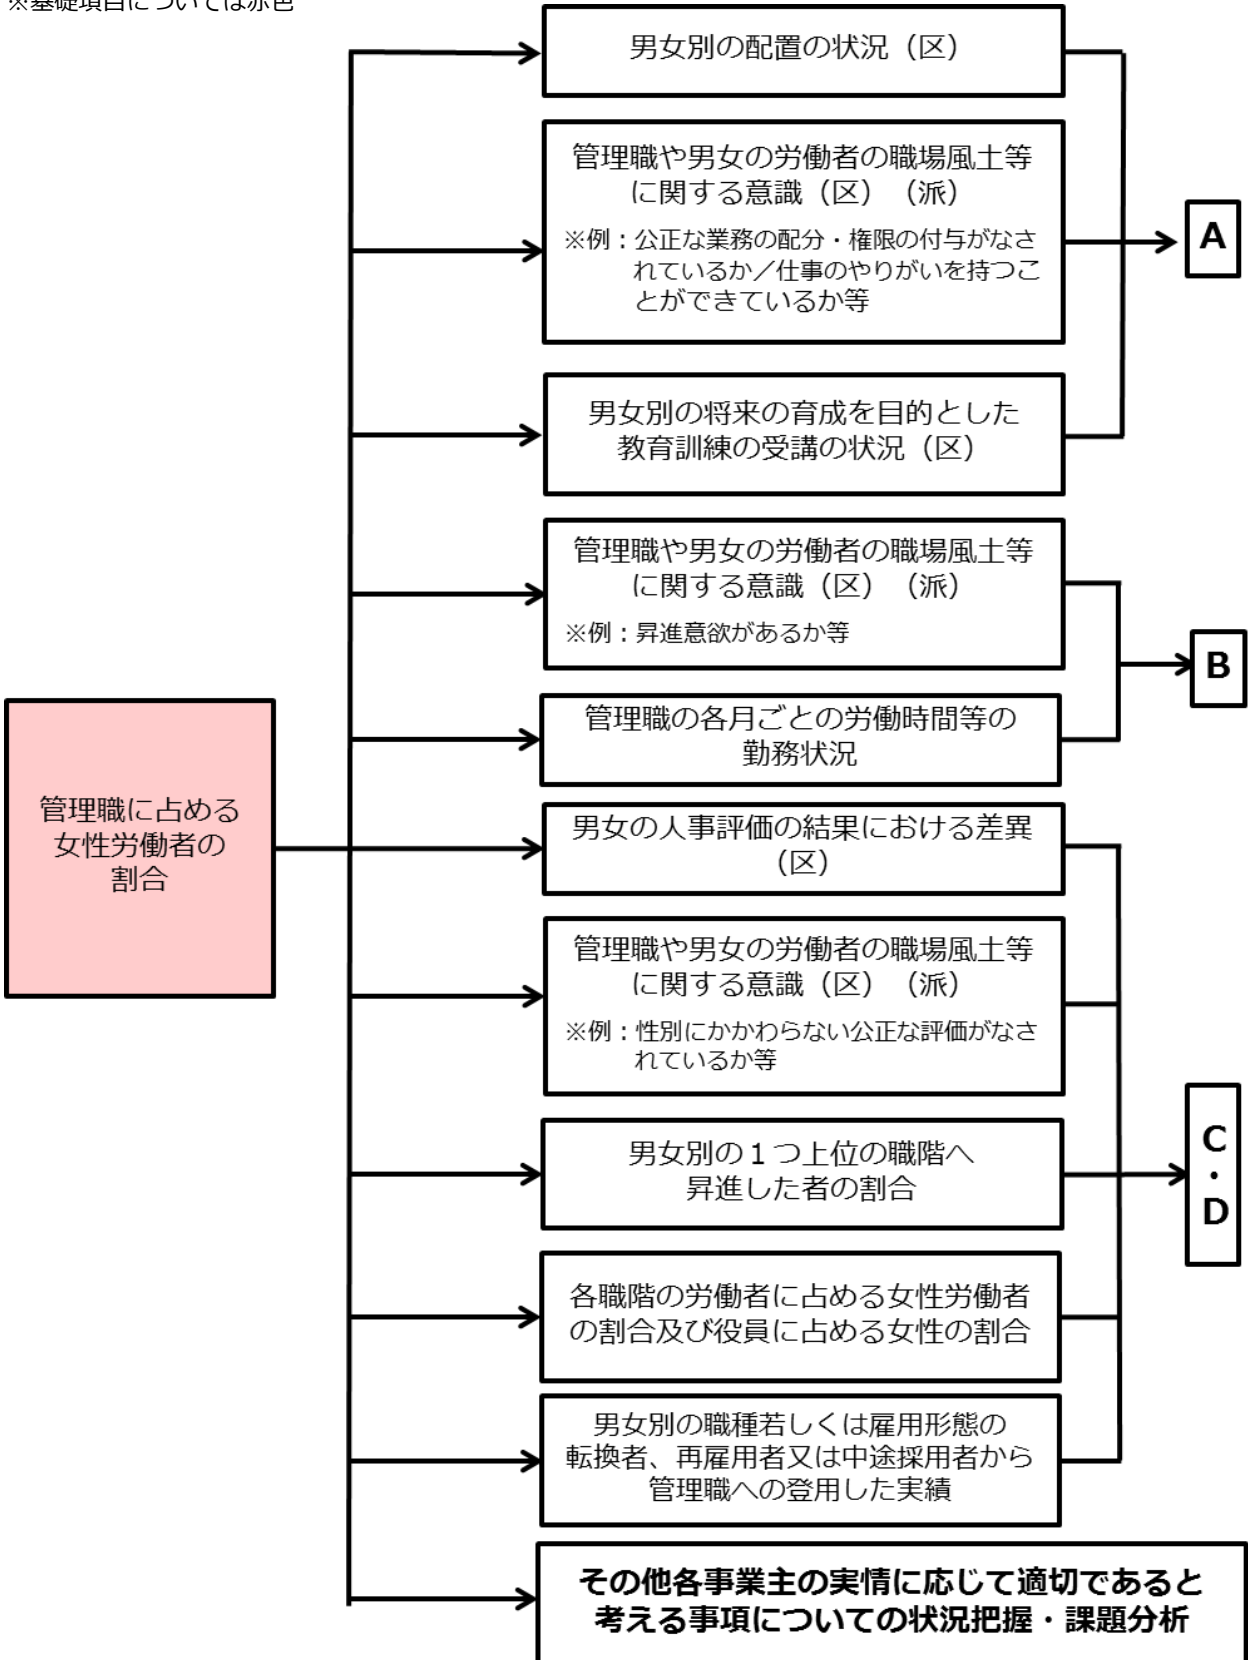 ※基礎項目については赤色
男女別の配置の状況（区）
管理職や男女の労働者の職場風土等
に関する意識（区）（派）
※例：公正な業務の配分・権限の付与がなさ
れているか／仕事のやりがいを持つこ
とができているか等
A
男女別の将来の育成を目的とした
教育訓練の受講の状況（区）
管理職や男女の労働者の職場風土等
に関する意識（区）（派）
※例：昇進意欲があるか等
B
管理職の各月ごとの労働時間等の
勤務状況
管理職に占める
女性労働者の
割合
男女の人事評価の結果における差異
（区）
管理職や男女の労働者の職場風土等
に関する意識（区）（派）
※例：性別にかかわらない公正な評価がなさ
れているか等
男女別の１つ上位の職階へ
昇進した者の割合
C
・
D
各職階の労働者に占める女性労働者
の割合及び役員に占める女性の割合
男女別の職種若しくは雇用形態の
転換者、再雇用者又は中途採用者から
管理職への登用した実績
その他各事業主の実情に応じて適切であると
考える事項についての状況把握・課題分析